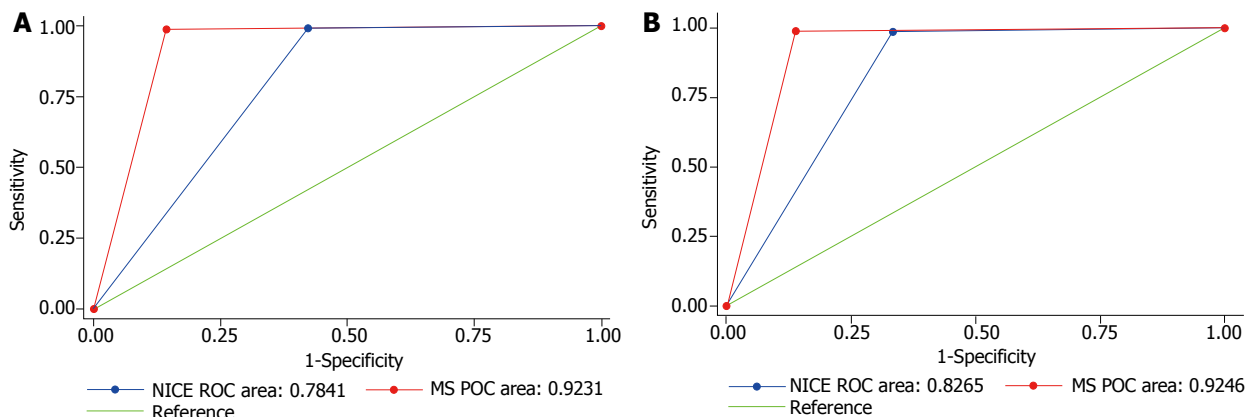 A
1.00
0.75
0.50
0.25
0.00
Sensitivity
0.00 0.25 0.50 0.75 1.00
1-Specificity
NICE ROC area: 0.7841 MS POC area: 0.9231
Reference
B
1.00
0.75
0.50
0.25
0.00
Sensitivity
0.00 0.25 0.50 0.75 1.00
1-Specificity
NICE ROC area: 0.8265 MS POC area: 0.9246
Reference